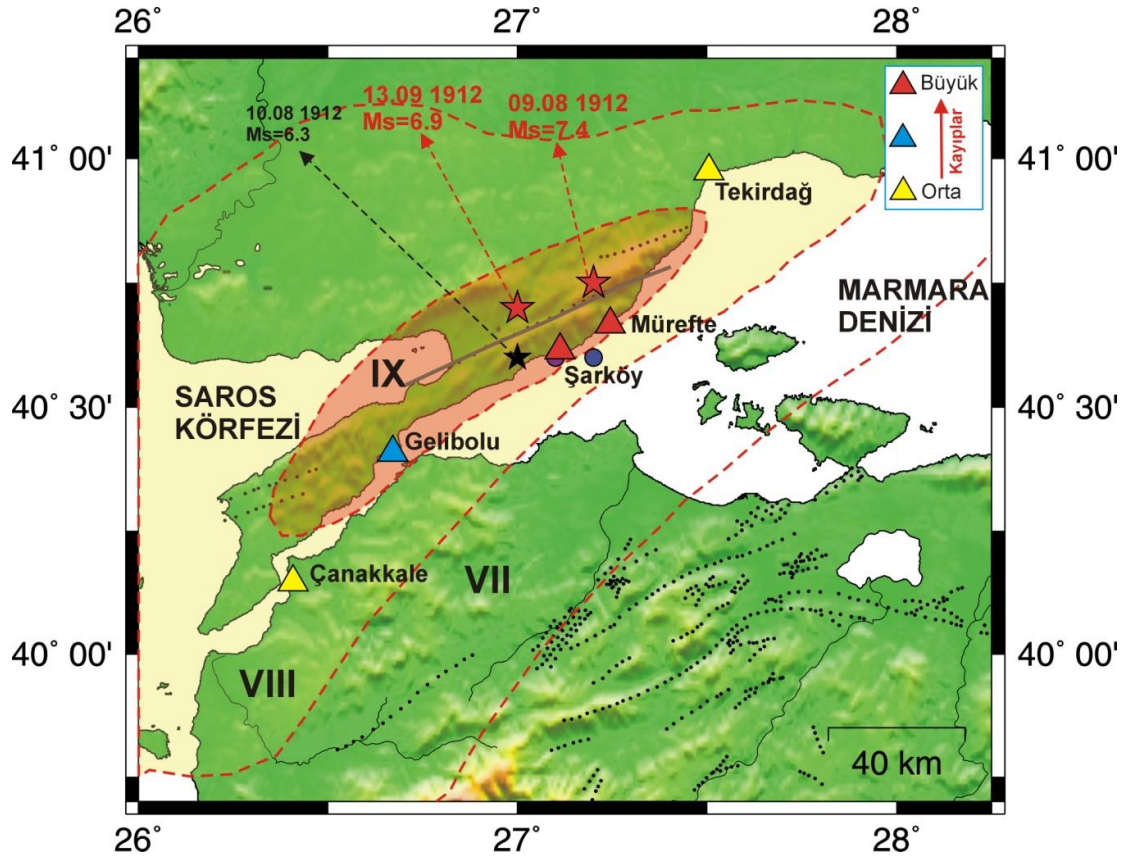 26° 27° 28°
13.09 1912
Ms=6.9
09.08 1912
Ms=7.4
10.08 1912
Ms=6.3
Büyük
Kayıplar
Orta
41° 00' 41° 00'
Tekirdağ
MARMARA
DENİZİ
Mürefte
IX
Şarköy
SAROS
KÖRFEZİ
40° 30' 40° 30'
Gelibolu
Çanakkale
VII
VIII
40° 00' 40° 00'
40 km
26° 27° 28°